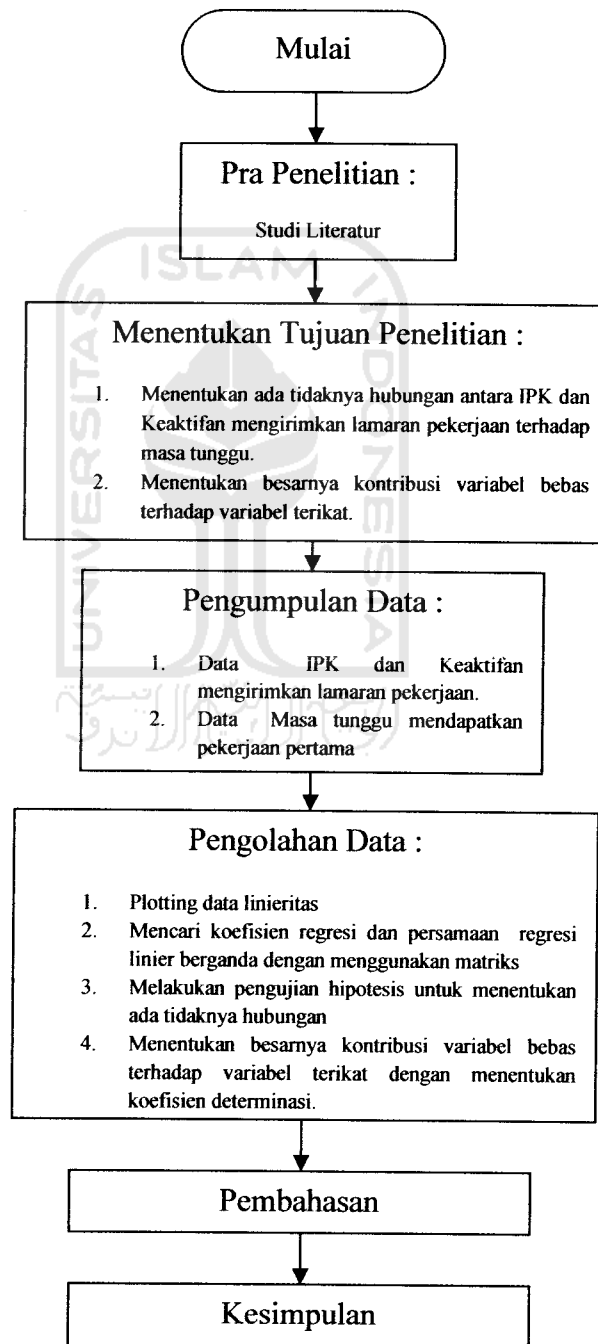 Mulai
Pra Penelitian :
Studi Literatur
UNIVERSITAS ISLAM INDONESIA
Menentukan Tujuan Penelitian :
1. Menentukan ada tidaknya hubungan antara IPK dan
Keaktifan mengirimkan lamaran pekerjaan terhadap
masa tunggu.
2. Menentukan besarnya kontribusi variabel bebas
terhadap variabel terikat.
Pengumpulan Data :
1. Data IPK dan Keaktifan
mengirimkan lamaran pekerjaan.
2. Data Masa tunggu mendapatkan
pekerjaan pertama
Pengolahan Data :
1. Plotting data linieritas
2. Mencari koefisien regresi dan persamaan regresi
linier berganda dengan menggunakan matriks
3. Melakukan pengujian hipotesis untuk menentukan
ada tidaknya hubungan
4. Menentukan besarnya kontribusi variabel bebas
terhadap variabel terikat dengan menentukan
koefisien determinasi.
Pembahasan
Kesimpulan